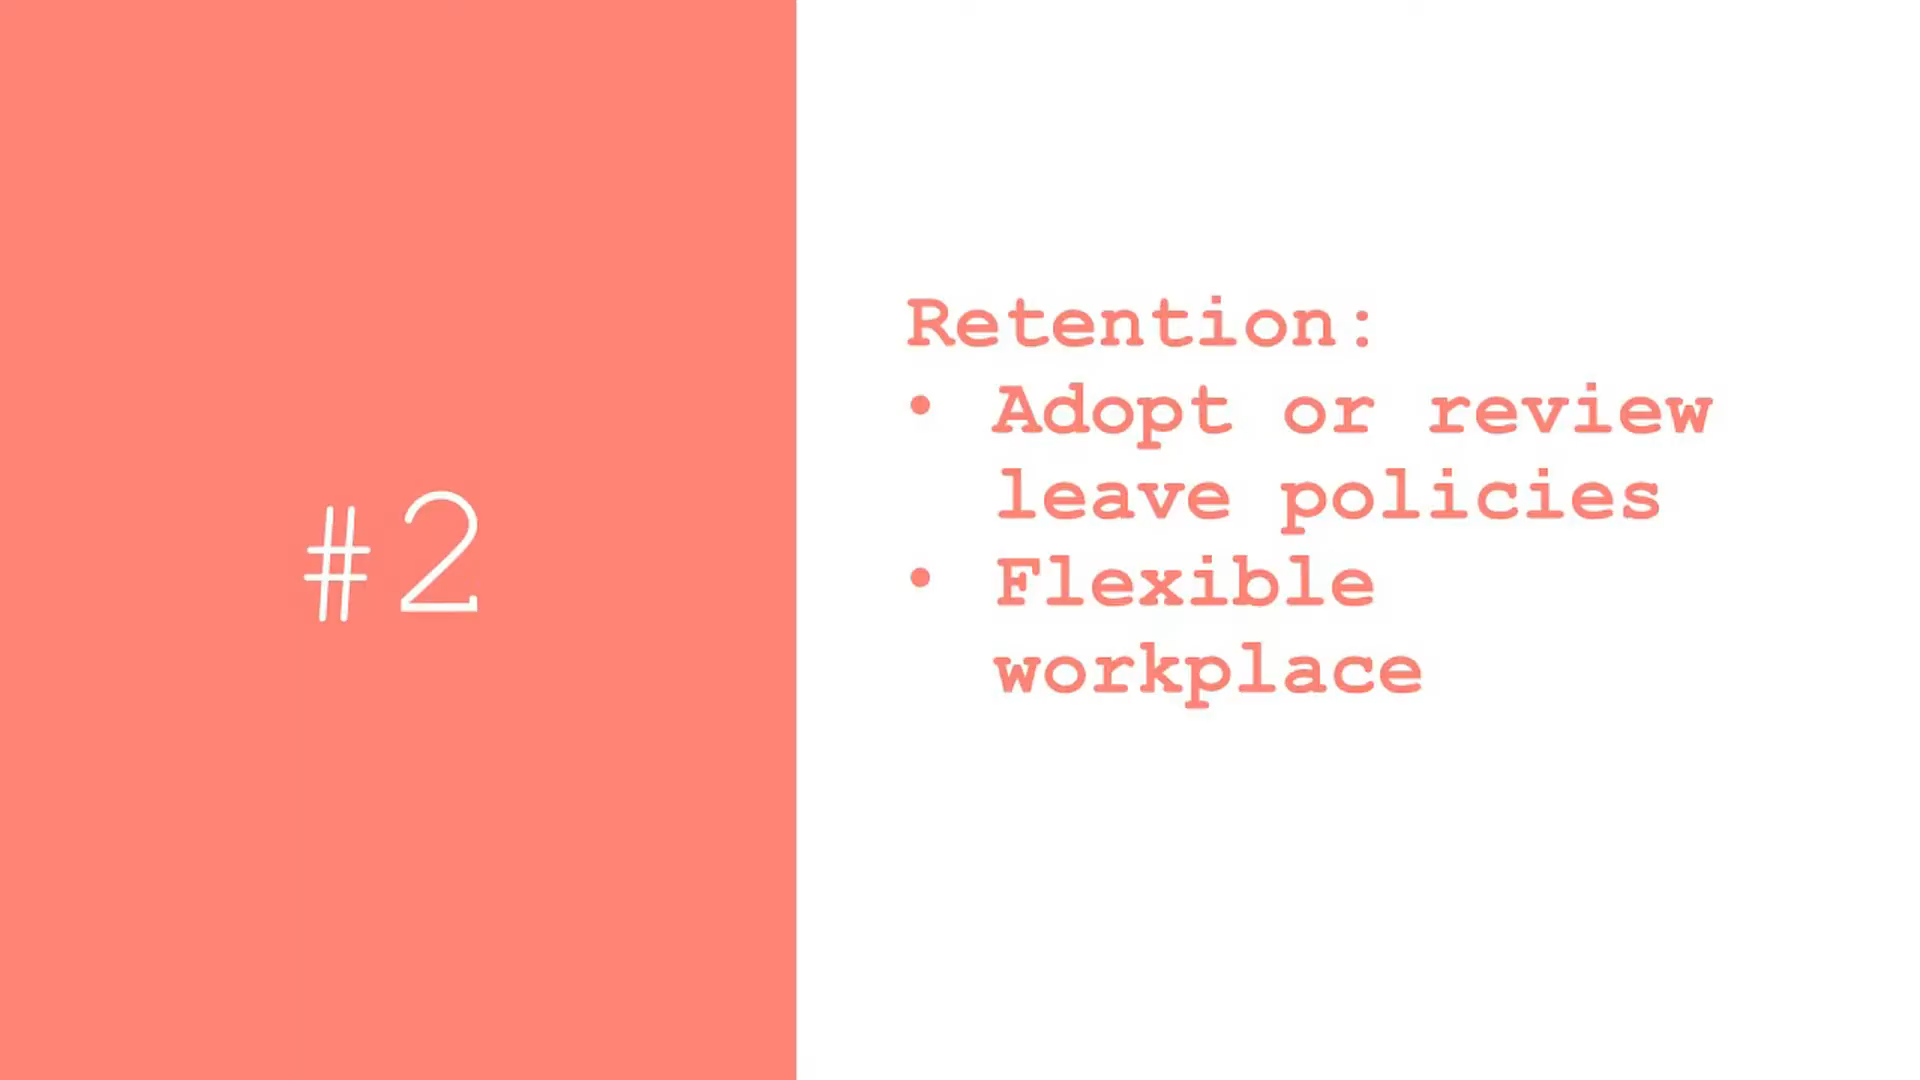 #2
Retention:
• Adopt or review
leave policies
• Flexible
workplace